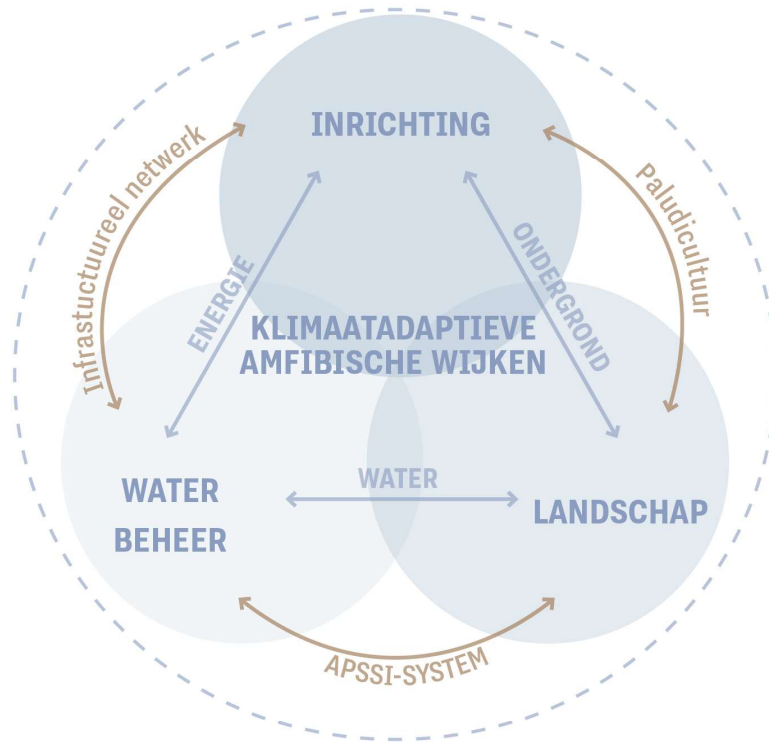 INRICHTING
Infrastuctuureel netwerk
Paludicultuur
ENERGIE
ONDERGROND
KLIMAATADAPTIEVE
AMFIBISCHE WIJKEN
WATER
BEHEER
WATER
LANDSCHAP
APSSI-SYSTEM